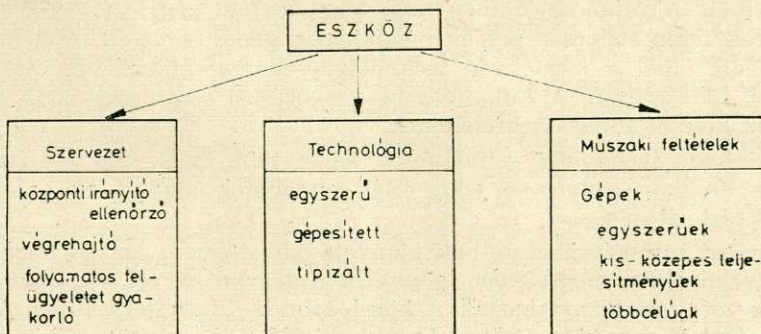 ESZKÖZ
Szervezet
központi irányító
ellenőrző
végrehajtó
folyamatos fel-
ügyeletet gya-
korló
Technológia
egyszerű
gépesített
tipizált
Műszaki feltételek
Gépek
egyszerűek
kis-közepes telje-
sítményűek
többcélúak